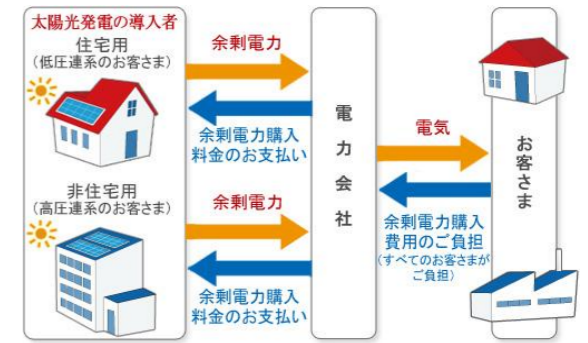 太陽光発電の導入者
住宅用
(低圧連系のお客さま)
余剰電力
余剰電力購入
料金のお支払い
非住宅用
(高圧連系のお客さま)
余剰電力
余剰電力購入
料金のお支払い
電力会社
電気
余剰電力購入
費用のご負担
(すべてのお客さまが
ご負担)
お客さま